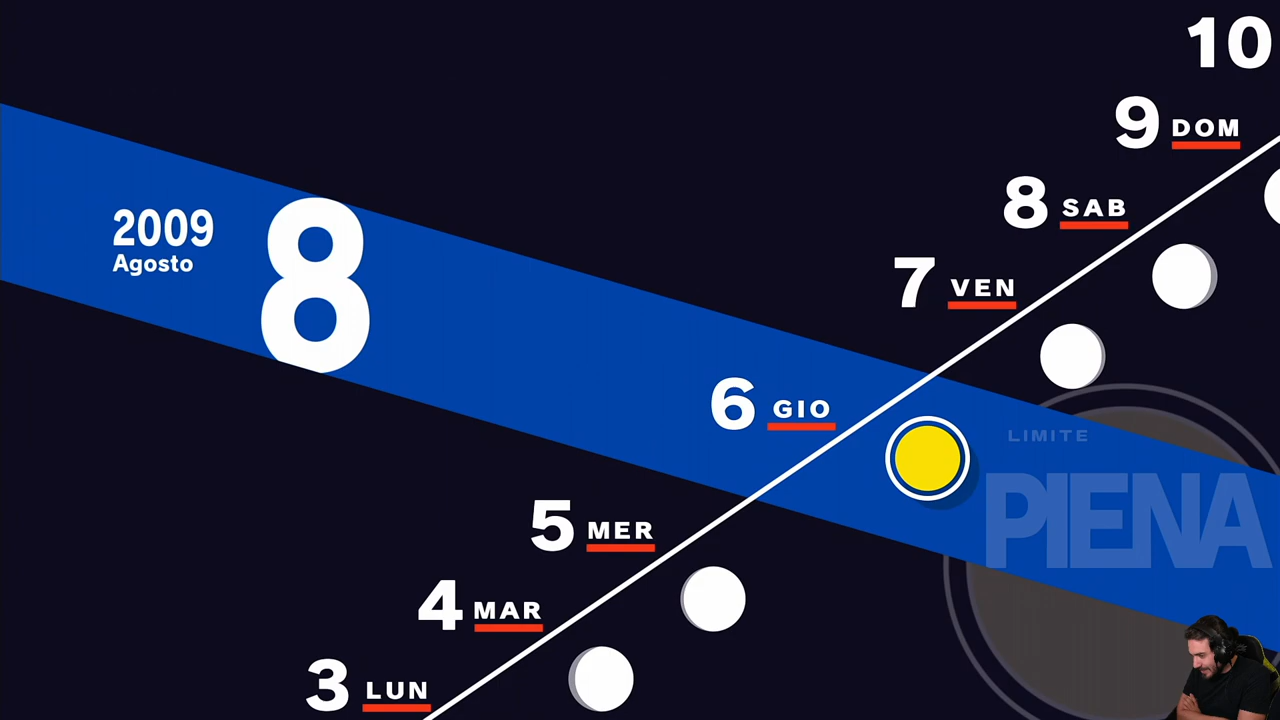 10
9 DOM
8 SAB
7 VEN
2009
Agosto
8
6 GIO
LIMITE
PIENA
5 MER
4 MAR
3 LUN